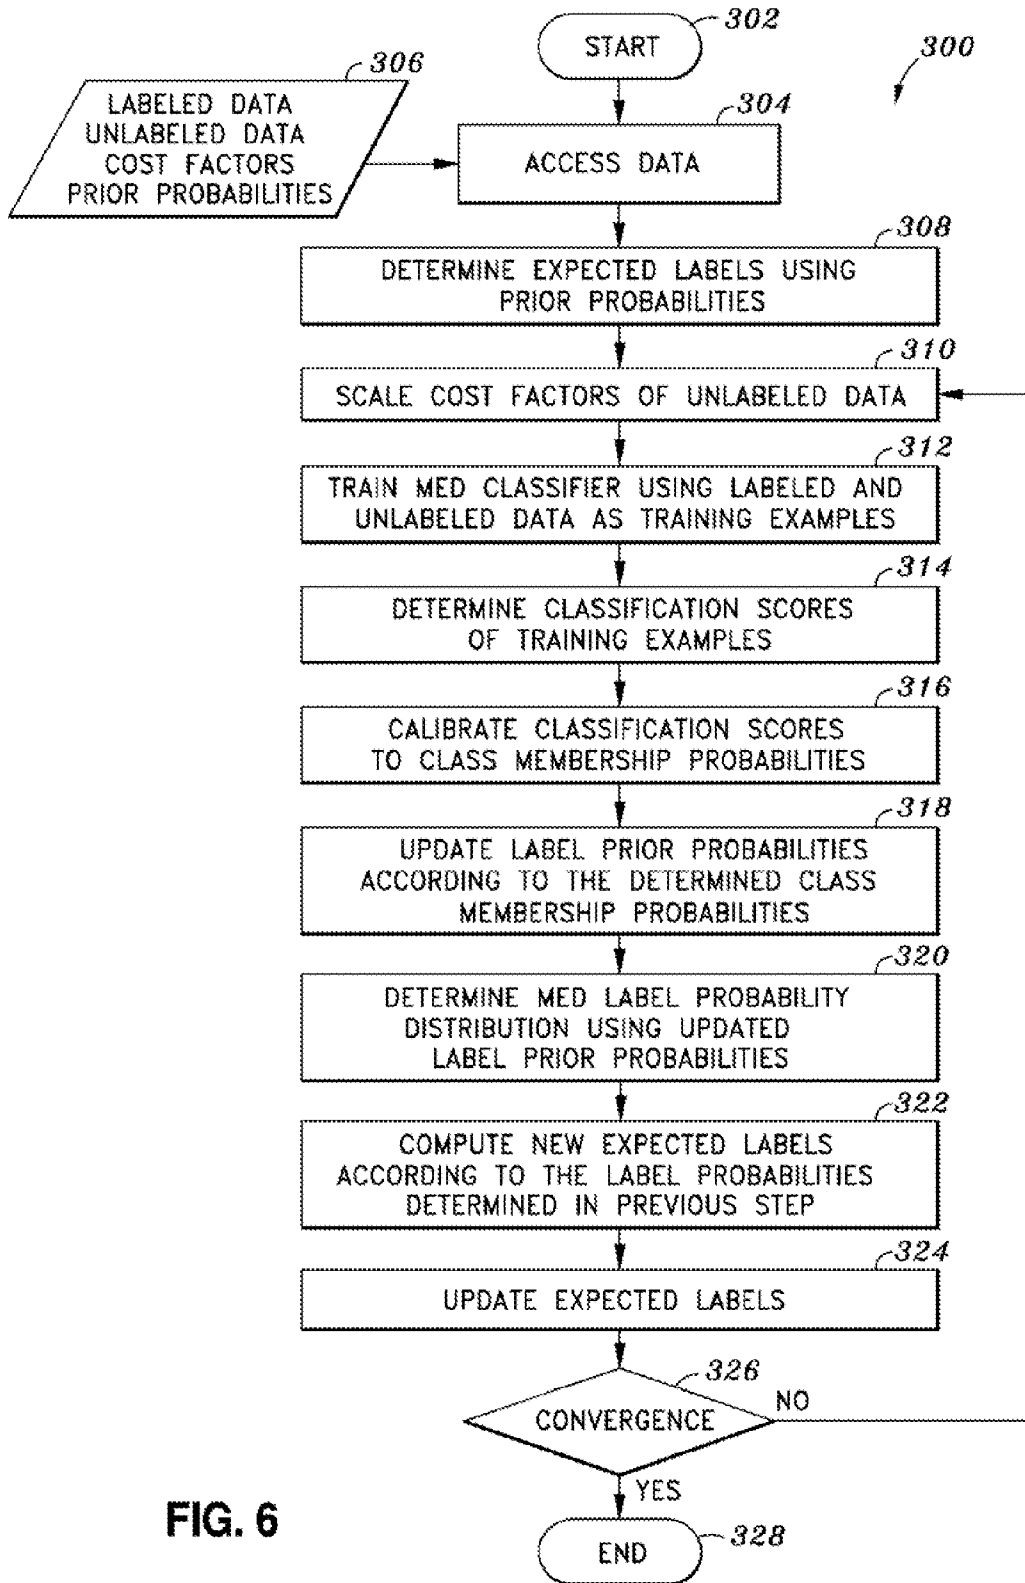 302
START
300
306
LABELED DATA
UNLABELED DATA
COST FACTORS
PRIOR PROBABILITIES
304
ACCESS DATA
308
DETERMINE EXPECTED LABELS USING
PRIOR PROBABILITIES
310
SCALE COST FACTORS OF UNLABELED DATA
312
TRAIN MED CLASSIFIER USING LABELED AND
UNLABELED DATA AS TRAINING EXAMPLES
314
DETERMINE CLASSIFICATION SCORES
OF TRAINING EXAMPLES
316
CALIBRATE CLASSIFICATION SCORES
TO CLASS MEMBERSHIP PROBABILITIES
318
UPDATE LABEL PRIOR PROBABILITIES
ACCORDING TO THE DETERMINED CLASS
MEMBERSHIP PROBABILITIES
320
DETERMINE MED LABEL PROBABILITY
DISTRIBUTION USING UPDATED
LABEL PRIOR PROBABILITIES
322
COMPUTE NEW EXPECTED LABELS
ACCORDING TO THE LABEL PROBABILITIES
DETERMINED IN PREVIOUS STEP
324
UPDATE EXPECTED LABELS
326
CONVERGENCE
NO
YES
FIG. 6
END
328